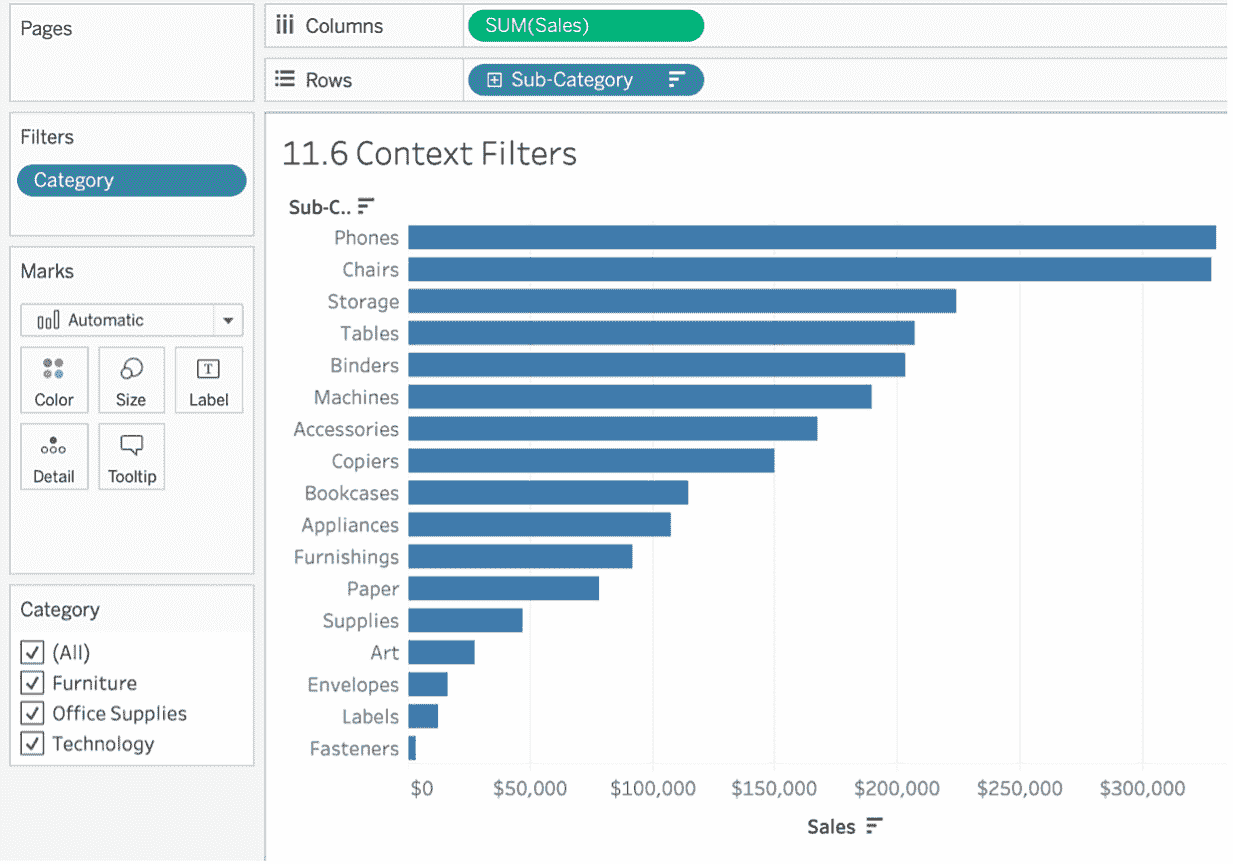 Pages
Columns
SUM(Sales)
Rows
Sub-Category
Filters
Category
Marks
Automatic
Color
Size
T
Label
Detail
Tooltip
Category
(All)
Furniture
Office Supplies
Technology
11.6 Context Filters
Sub-C..
Phones
Chairs
Storage
Tables
Binders
Machines
Accessories
Copiers
Bookcases
Appliances
Furnishings
Paper
Supplies
Art
Envelopes
Labels
Fasteners
$0 $50,000 $100,000 $150,000 $200,000 $250,000 $300,000
Sales